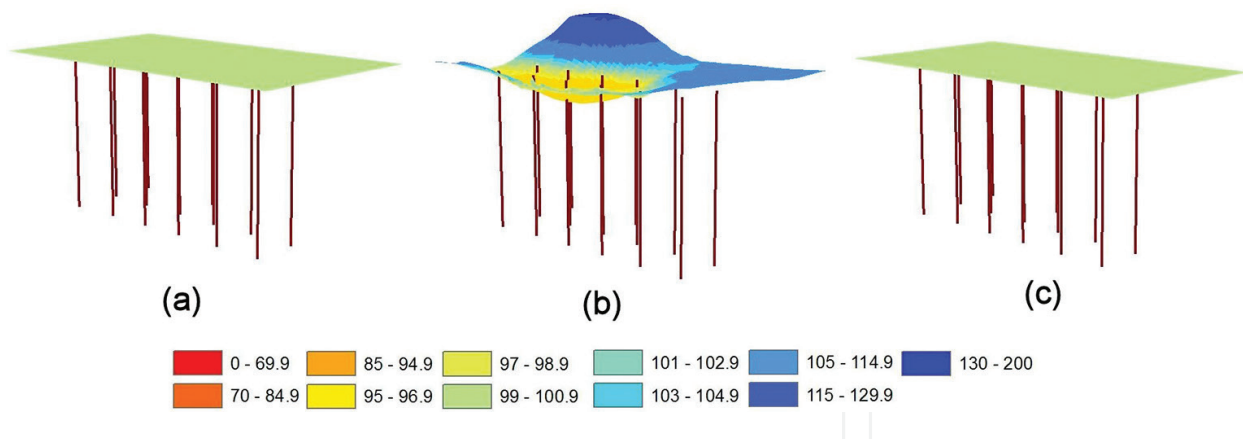 (a)
(b)
(c)
0 - 69.9
85 - 94.9
97 - 98.9
101 - 102.9
105 - 114.9
130 - 200
70 - 84.9
95 - 96.9
99 - 100.9
103 - 104.9
115 - 129.9